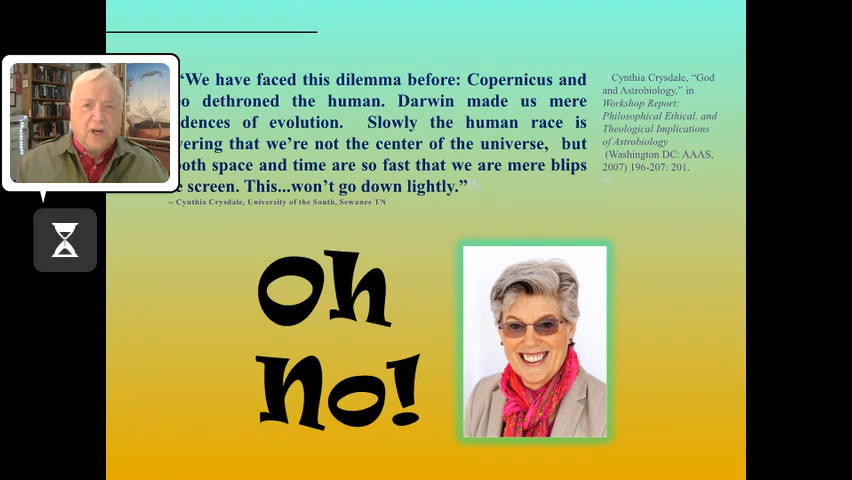 “We have faced this dilemma before: Copernicus and
dethroned the human. Darwin made us mere
of evolution. Slowly the human race is
that we’re not the center of the universe, but
both space and time are so fast that we are mere blips
screen. This...won’t go down lightly.”
-- Cynthia Crysdale, University of the South, Sewanee TN
Cynthia Crysdale, “God
and Astrobiology,” in
Workshop Report:
Philosophical Ethical, and
Theological Implications
of Astrobiology
(Washington DC: AAAS,
2007) 196-207: 201.
Oh
No!